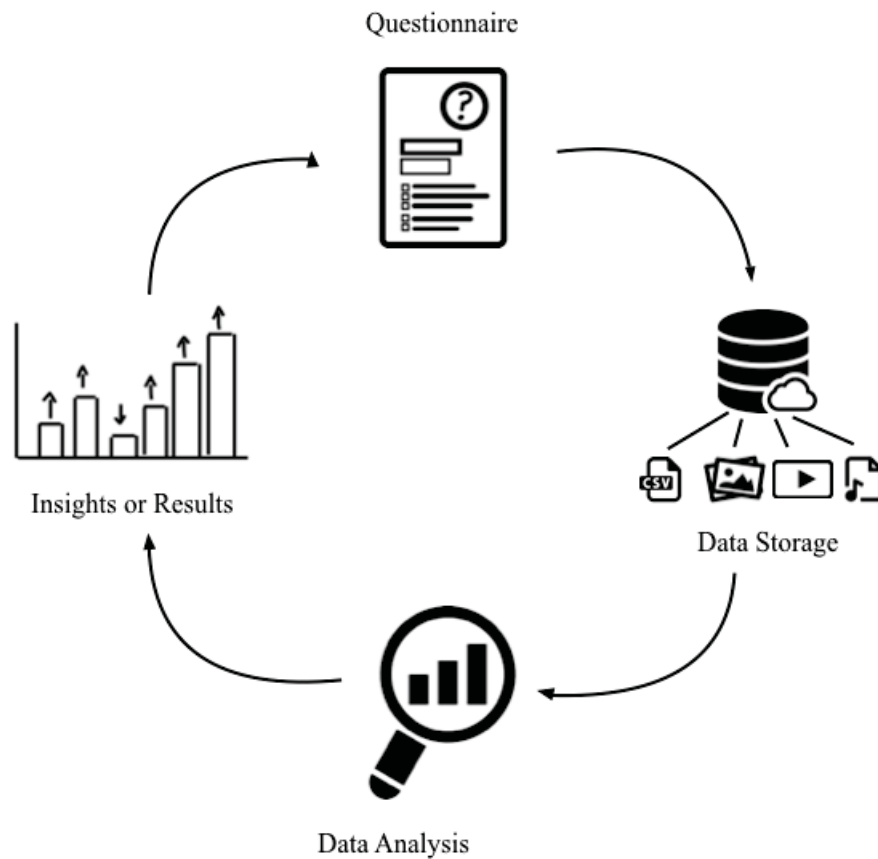 Questionnaire
?
CSV
Data Storage
Insights or Results
Data Analysis